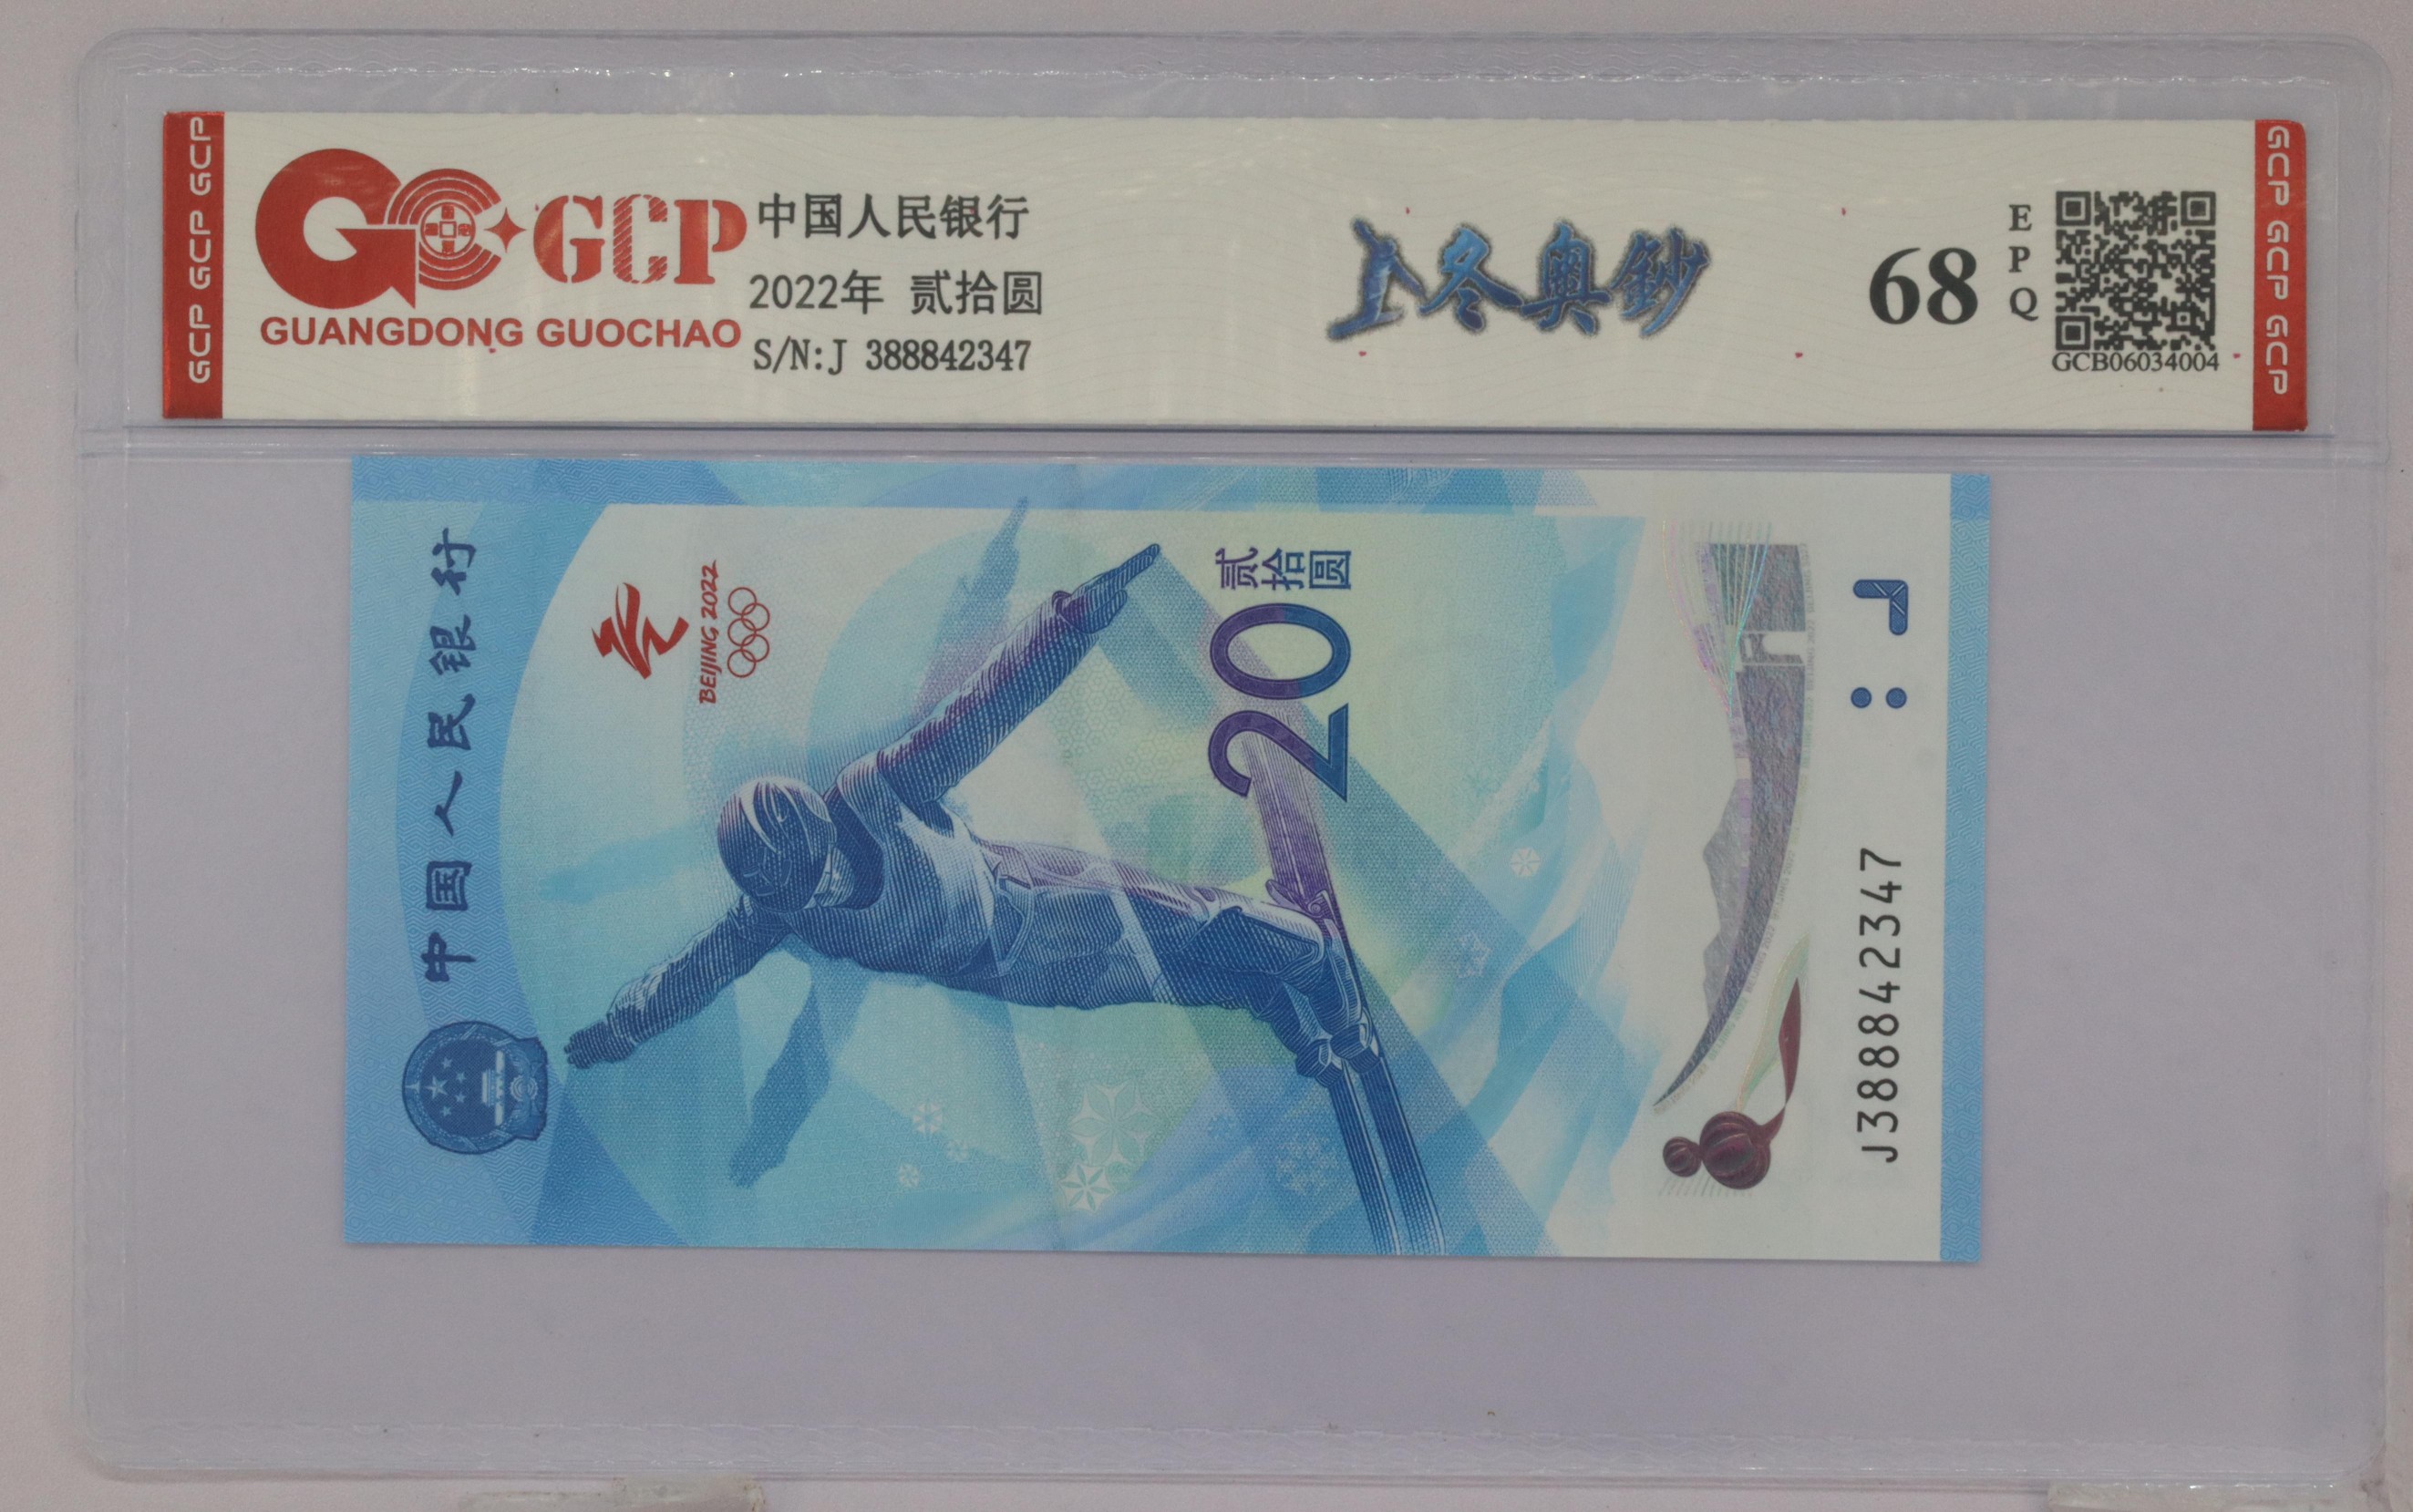 GCP GCP GCP
GCP
GUANGDONG GUOCHAO
中国人民银行
2022年 贰拾圆
S/N:J 388842347
冬奥鈔
68
EPQ
GCB06034004
GCP GCP GCP
中国人民银行
BEIJING 2022
贰拾圆
20
J388842347